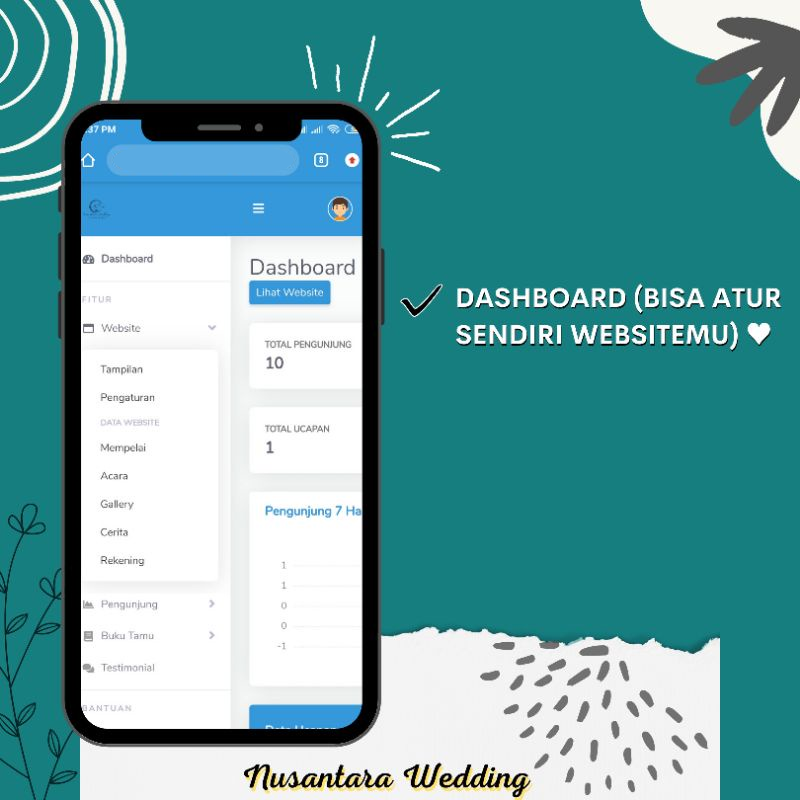 :37 PM
8
Dashboard
FITUR
Website
Tampilan
Pengaturan
DATA WEBSITE
Mempelai
Acara
Gallery
Cerita
Rekening
Pengunjung
Buku Tamu
Testimonial
BANTUAN
Dashboard
Lihat Website
TOTAL PENGUNJUNG
10
TOTAL UCAPAN
1
Pengunjung 7 Ha
1
1
0
0
-1
DASHBOARD (BISA ATUR
SENDIRI WEBSITEMU) ♥
Nusantara Wedding